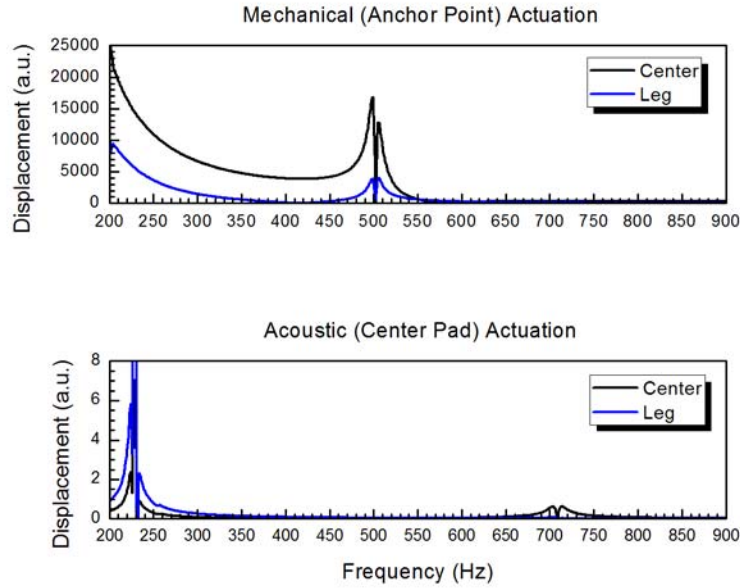 Mechanical (Anchor Point) Actuation
Displacement (a.u.)
25000
20000
15000
10000
5000
0
Center
Leg
200 250 300 350 400 450 500 550 600 650 700 750 800 850 900
Acoustic (Center Pad) Actuation
Displacement (a.u.)
8
6
4
2
0
Center
Leg
200 250 300 350 400 450 500 550 600 650 700 750 800 850 900
Frequency (Hz)